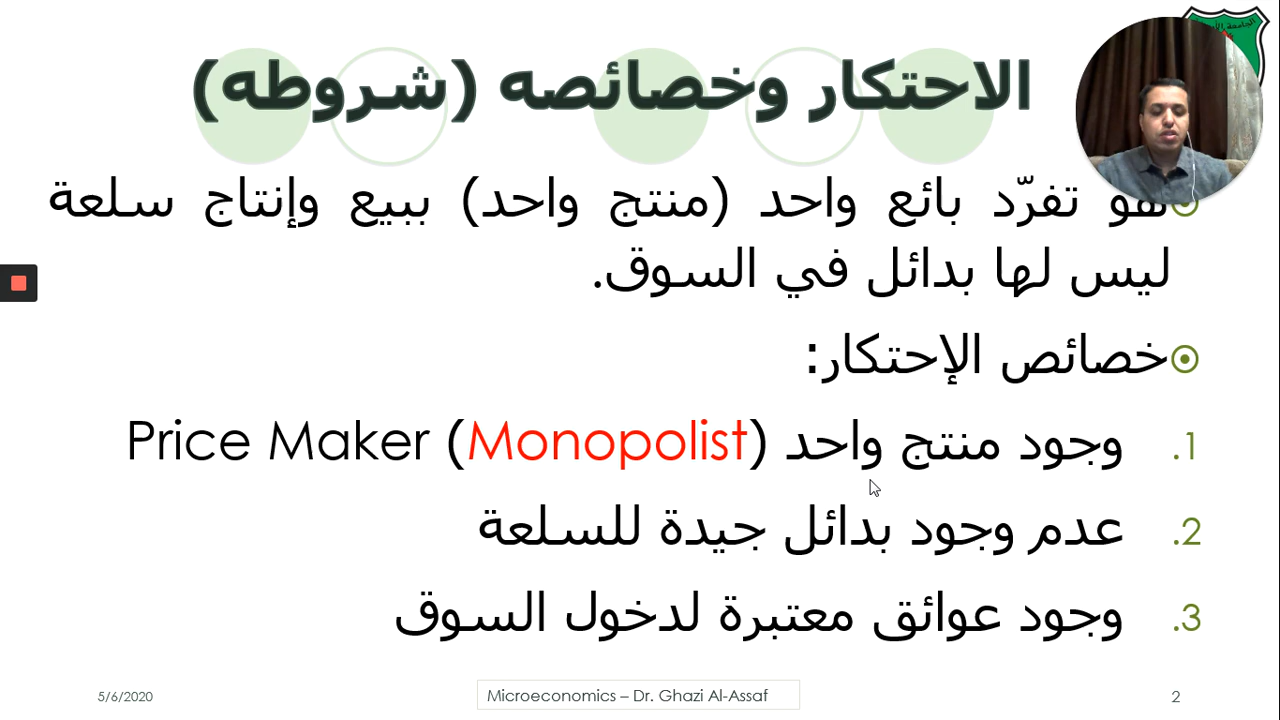 الاحتكار وخصائصه (شروطه)
هو تفرّد بائع واحد (منتج واحد) ببيع وإنتاج سلعة
ليس لها بدائل في السوق.
خصائص الإحتكار:
1. وجود منتج واحد (Monopolist) Price Maker
2. عدم وجود بدائل جيدة للسلعة
3. وجود عوائق معتبرة لدخول السوق
5/6/2020
Microeconomics – Dr. Ghazi Al-Assaf
2